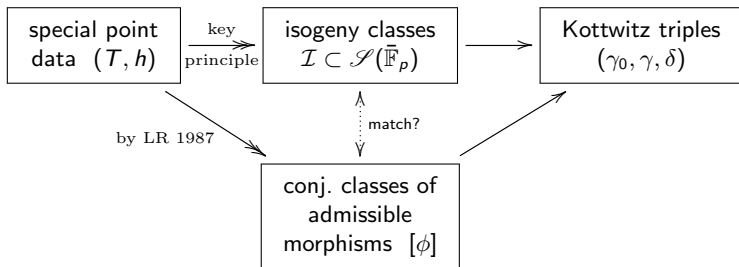 special point
data (T, h)
key
principle
isogeny classes
ℐ ⊂ 𝒮(𝔽̄ₚ)
Kottwitz triples
(γ₀, γ, δ)
by LR 1987
match?
conj. classes of
admissible
morphisms [ϕ]